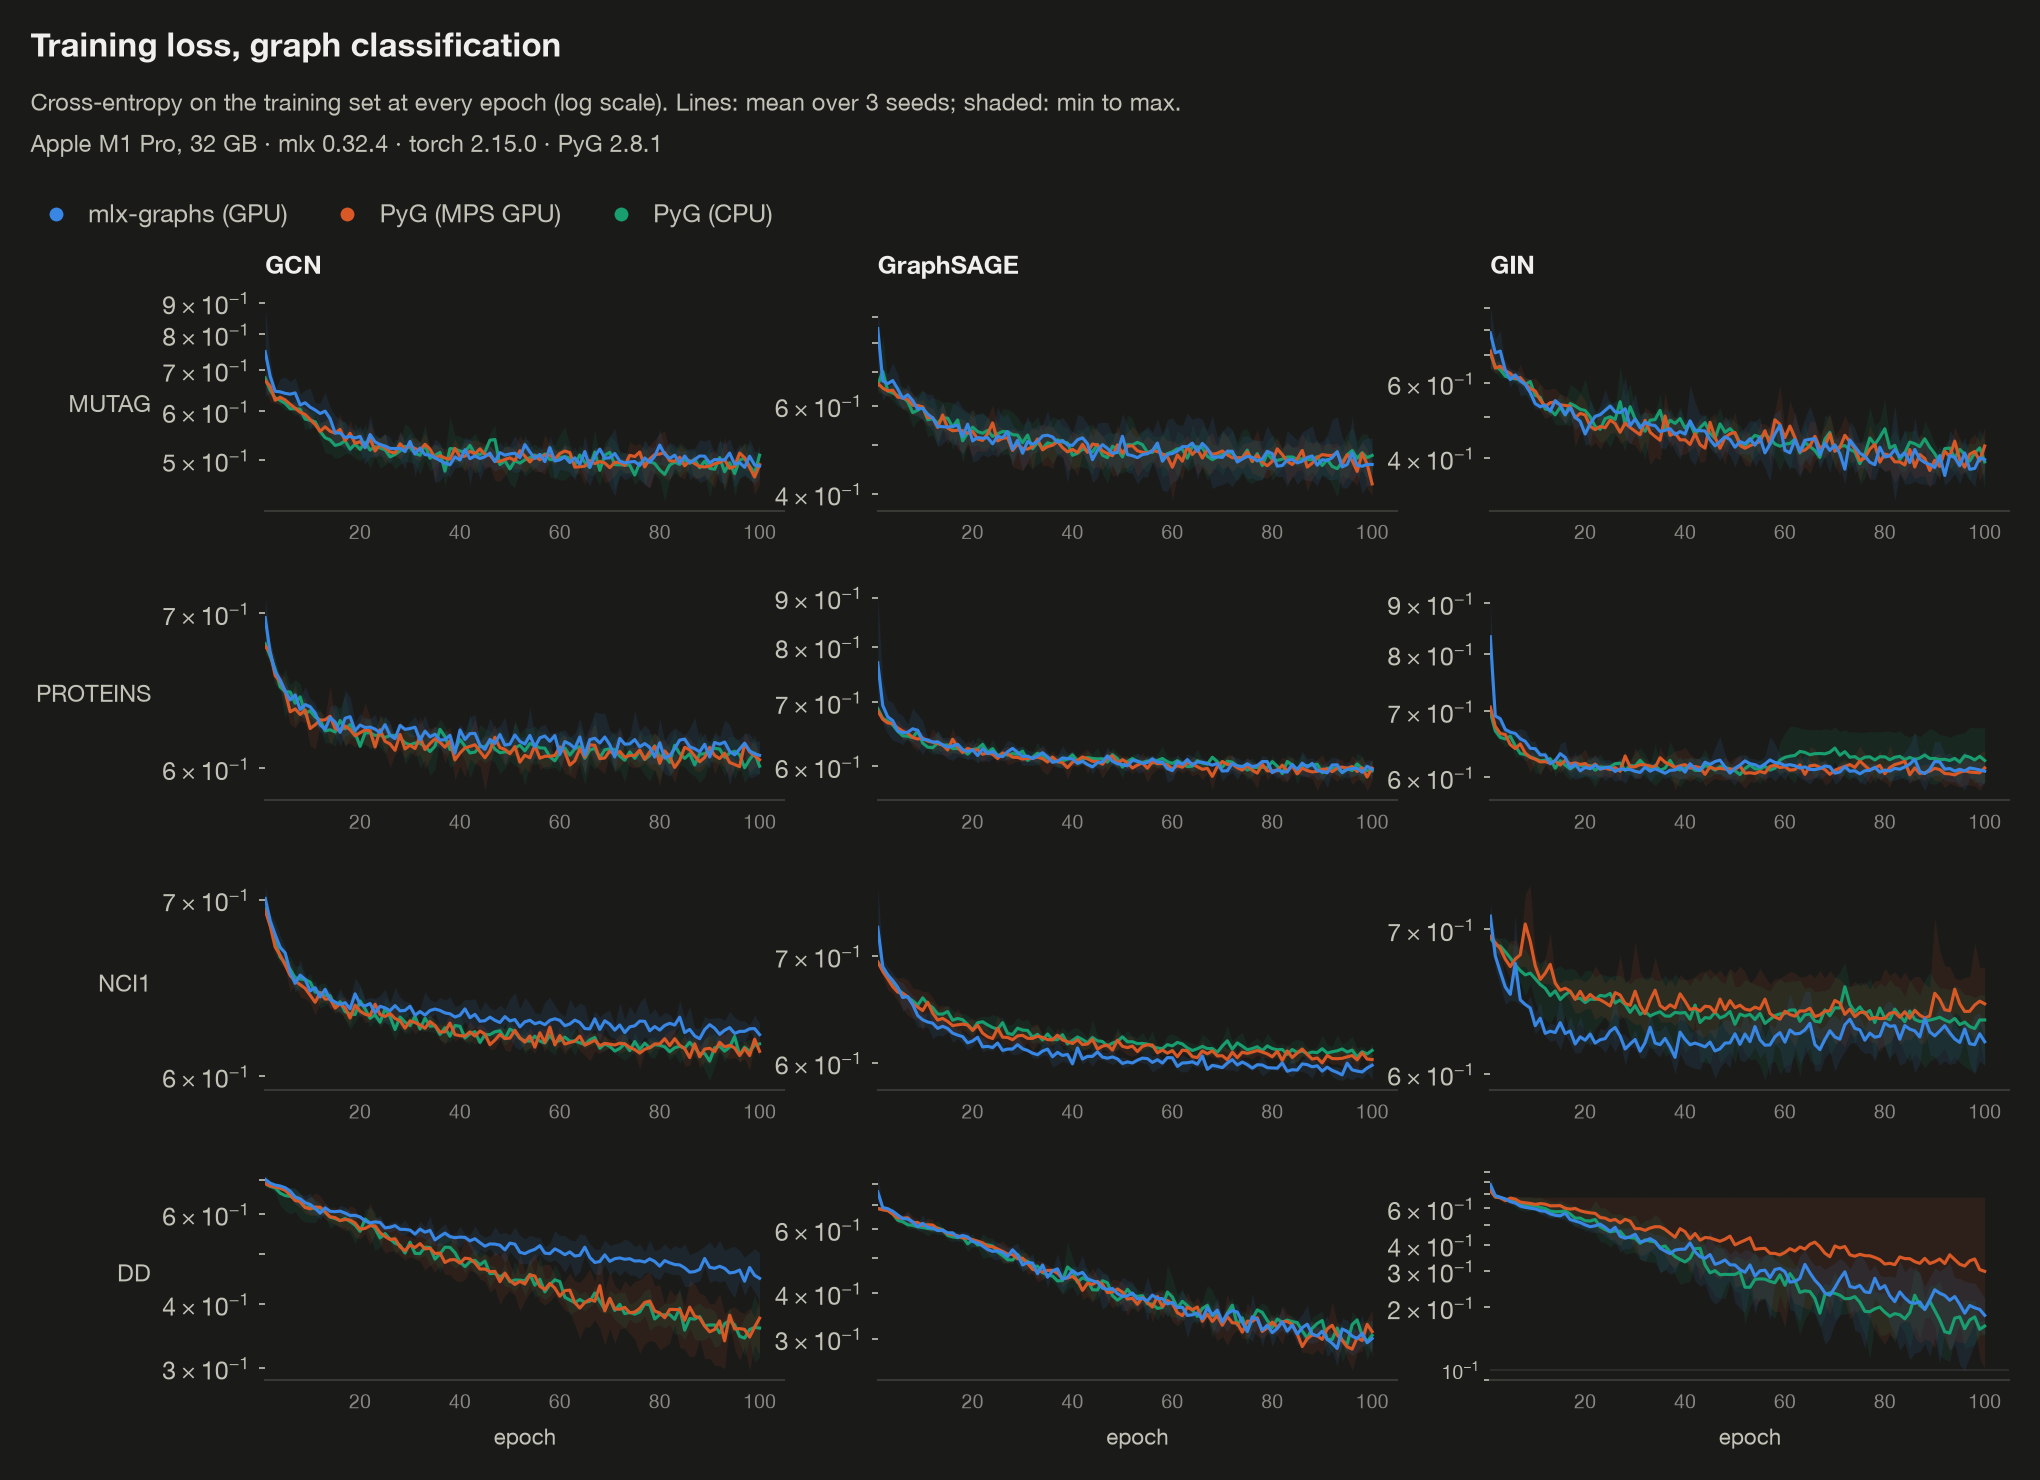 Training loss, graph classification
Cross-entropy on the training set at every epoch (log scale). Lines: mean over 3 seeds; shaded: min to max.
Apple M1 Pro, 32 GB · mlx 0.32.4 · torch 2.15.0 · PyG 2.8.1
mlx-graphs (GPU) PyG (MPS GPU) PyG (CPU)
GCN GraphSAGE GIN
MUTAG
9 × 10⁻¹
8 × 10⁻¹
7 × 10⁻¹
6 × 10⁻¹
5 × 10⁻¹
20 40 60 80 100
6 × 10⁻¹
4 × 10⁻¹
20 40 60 80 100
6 × 10⁻¹
4 × 10⁻¹
20 40 60 80 100
PROTEINS
7 × 10⁻¹
6 × 10⁻¹
20 40 60 80 100
9 × 10⁻¹
8 × 10⁻¹
7 × 10⁻¹
6 × 10⁻¹
20 40 60 80 100
9 × 10⁻¹
8 × 10⁻¹
7 × 10⁻¹
6 × 10⁻¹
20 40 60 80 100
NCI1
7 × 10⁻¹
6 × 10⁻¹
20 40 60 80 100
7 × 10⁻¹
6 × 10⁻¹
20 40 60 80 100
7 × 10⁻¹
6 × 10⁻¹
20 40 60 80 100
DD
6 × 10⁻¹
4 × 10⁻¹
3 × 10⁻¹
20 40 60 80 100
epoch
6 × 10⁻¹
4 × 10⁻¹
3 × 10⁻¹
20 40 60 80 100
epoch
6 × 10⁻¹
4 × 10⁻¹
3 × 10⁻¹
2 × 10⁻¹
10⁻¹
20 40 60 80 100
epoch